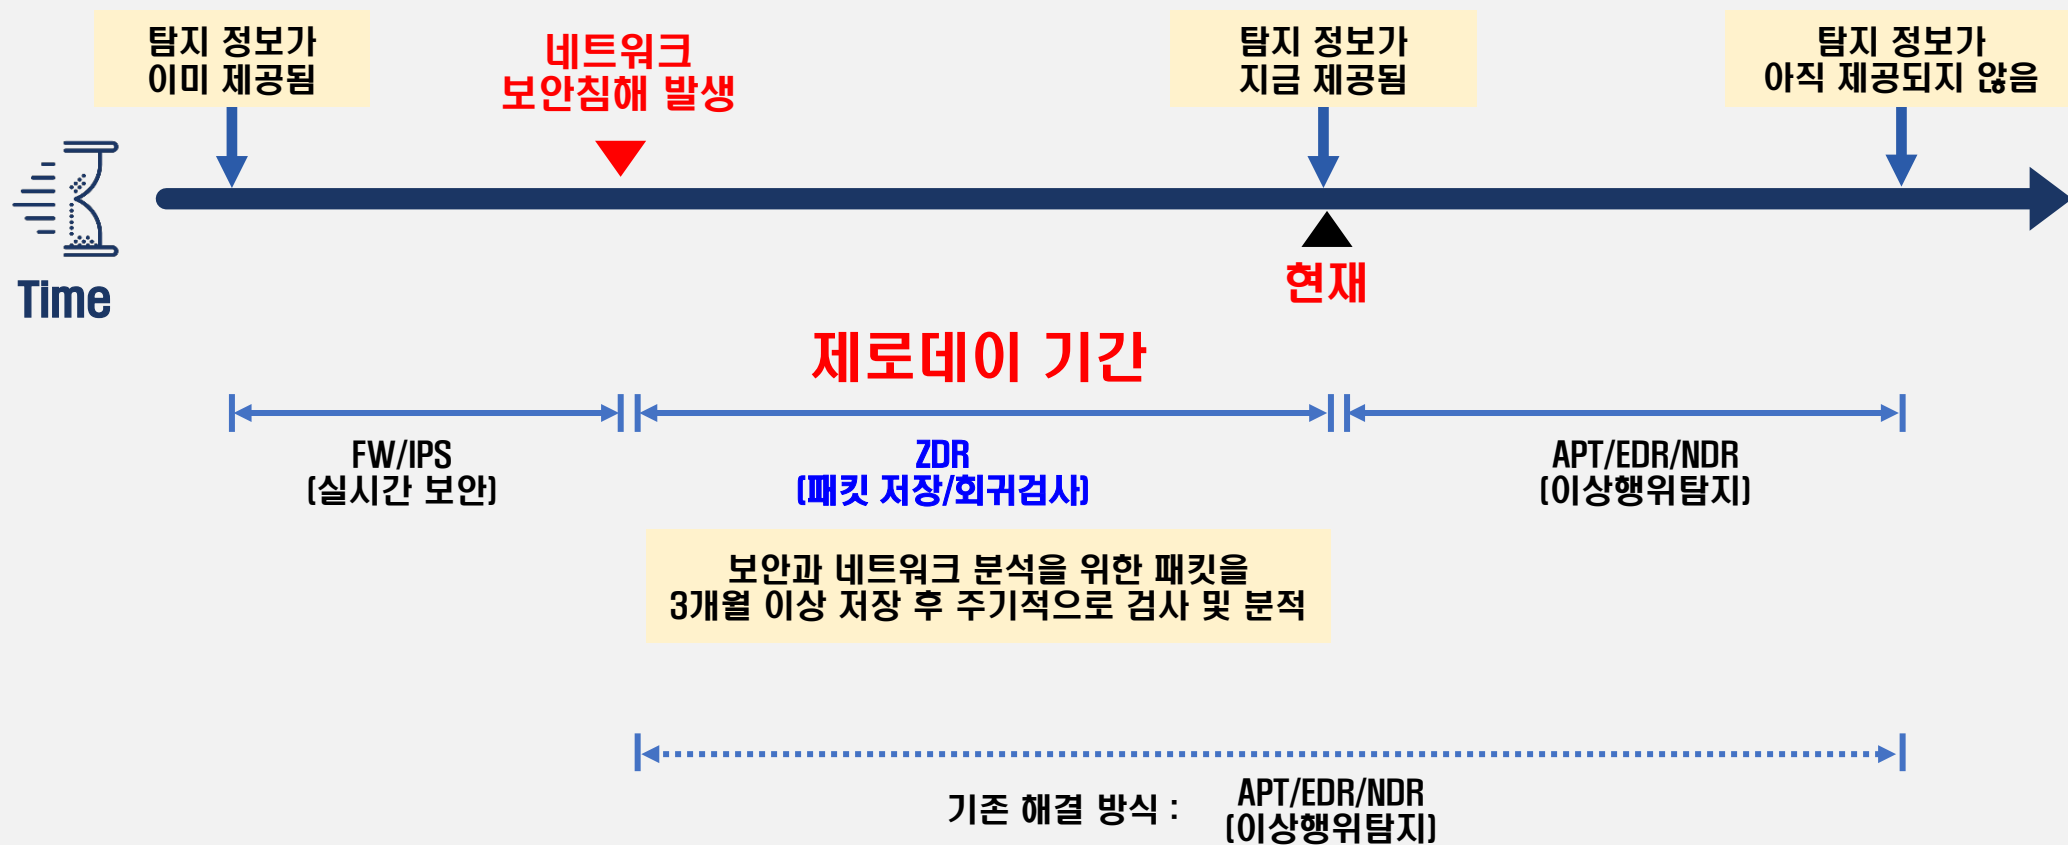 탐지 정보가
이미 제공됨
네트워크
보안침해 발생
탐지 정보가
지금 제공됨
탐지 정보가
아직 제공되지 않음
Time
현재
제로데이 기간
FW/IPS
(실시간 보안)
ZDR
(패킷 저장/회귀검사)
APT/EDR/NDR
(이상행위탐지)
보안과 네트워크 분석을 위한 패킷을
3개월 이상 저장 후 주기적으로 검사 및 분적
기존 해결 방식 :
APT/EDR/NDR
(이상행위탐지)